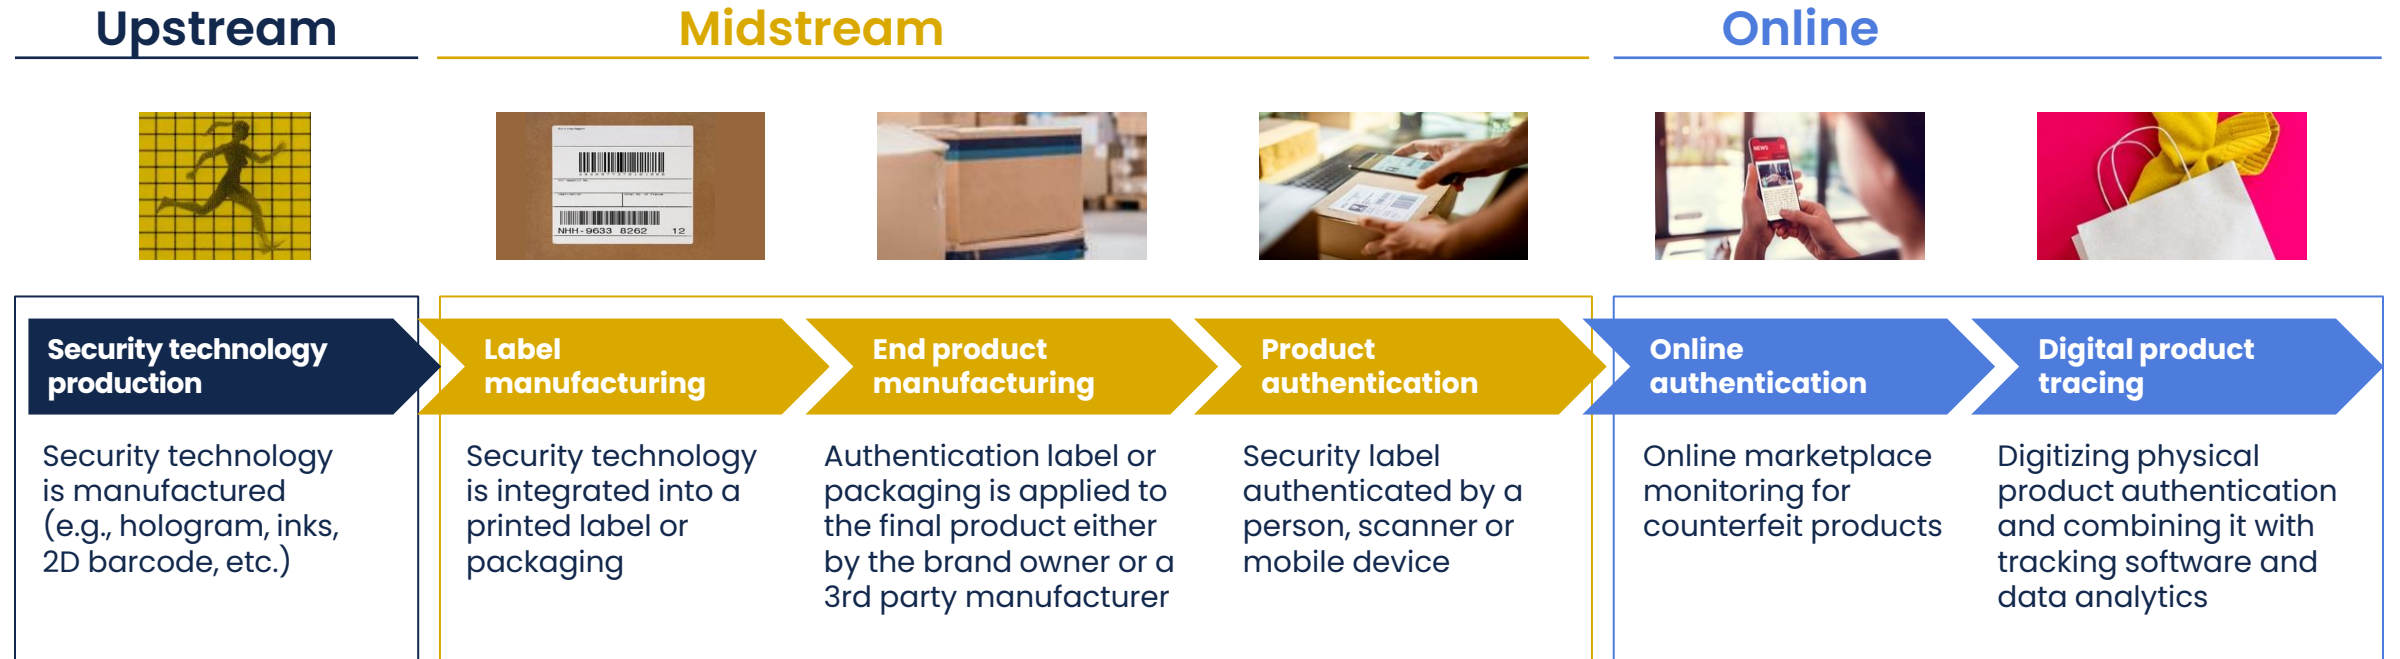 Upstream
Midstream
Online
NHH-9633 8262 12
NEWS
Security technology
production
Label
manufacturing
End product
manufacturing
Product
authentication
Online
authentication
Digital product
tracing
Security technology
is manufactured
(e.g., hologram, inks,
2D barcode, etc.)
Security technology
is integrated into a
printed label or
packaging
Authentication label or
packaging is applied to
the final product either
by the brand owner or a
3rd party manufacturer
Security label
authenticated by a
person, scanner or
mobile device
Online marketplace
monitoring for
counterfeit products
Digitizing physical
product authentication
and combining it with
tracking software and
data analytics